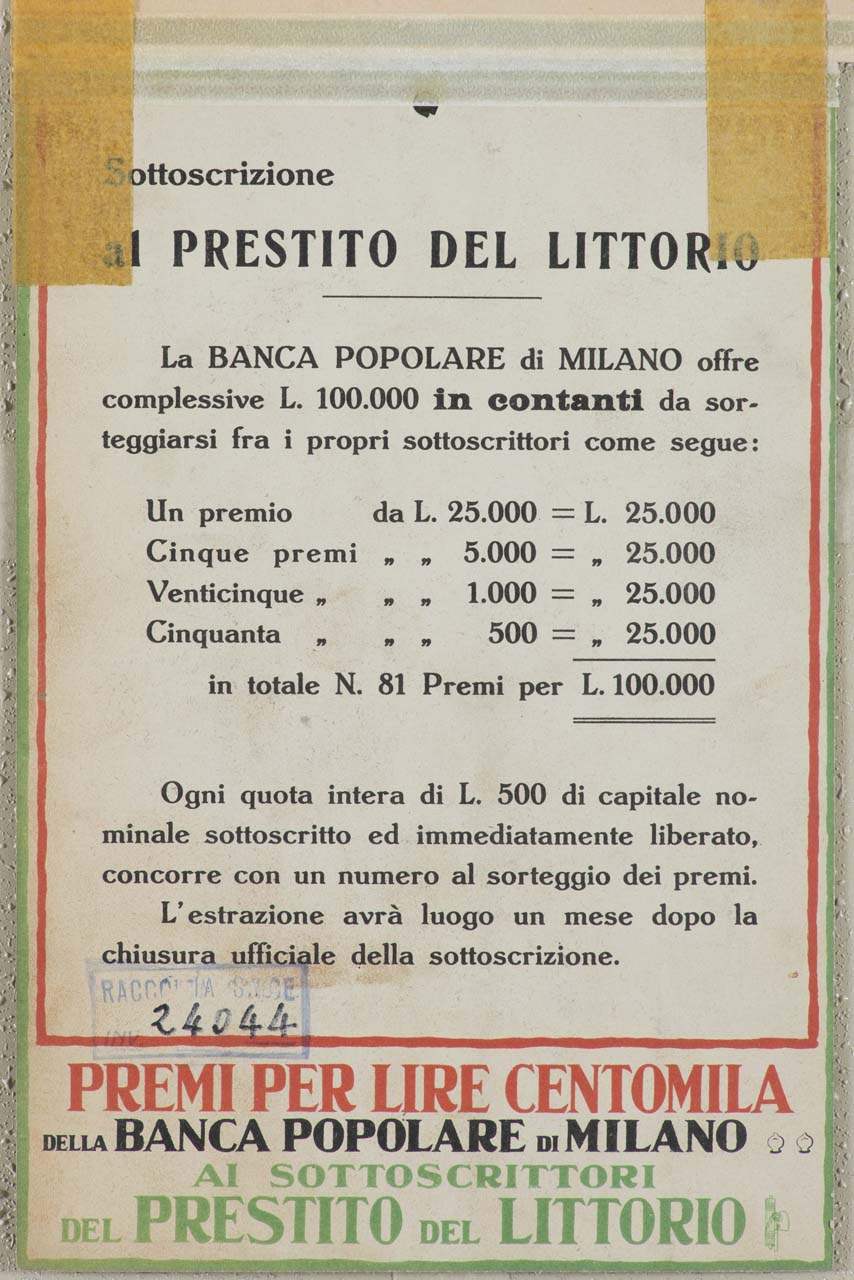 Sottoscrizione
al PRESTITO DEL LITTORIO
La BANCA POPOLARE di MILANO offre
complessive L. 100.000 in contanti da sor-
teggiarsi fra i propri sottoscrittori come segue:
Un premio da L. 25.000 = L. 25.000
Cinque premi „ „ 5.000 = „ 25.000
Venticinque „ „ „ 1.000 = „ 25.000
Cinquanta „ „ „ 500 = „ 25.000
in totale N. 81 Premi per L. 100.000
Ogni quota intera di L. 500 di capitale no-
minale sottoscritto ed immediatamente liberato,
concorre con un numero al sorteggio dei premi.
L'estrazione avrà luogo un mese dopo la
chiusura ufficiale della sottoscrizione.
RACCOLTA
INV. 24044
PREMI PER LIRE CENTOMILA
DELLA BANCA POPOLARE DI MILANO
AI SOTTOSCRITTORI
DEL PRESTITO DEL LITTORIO